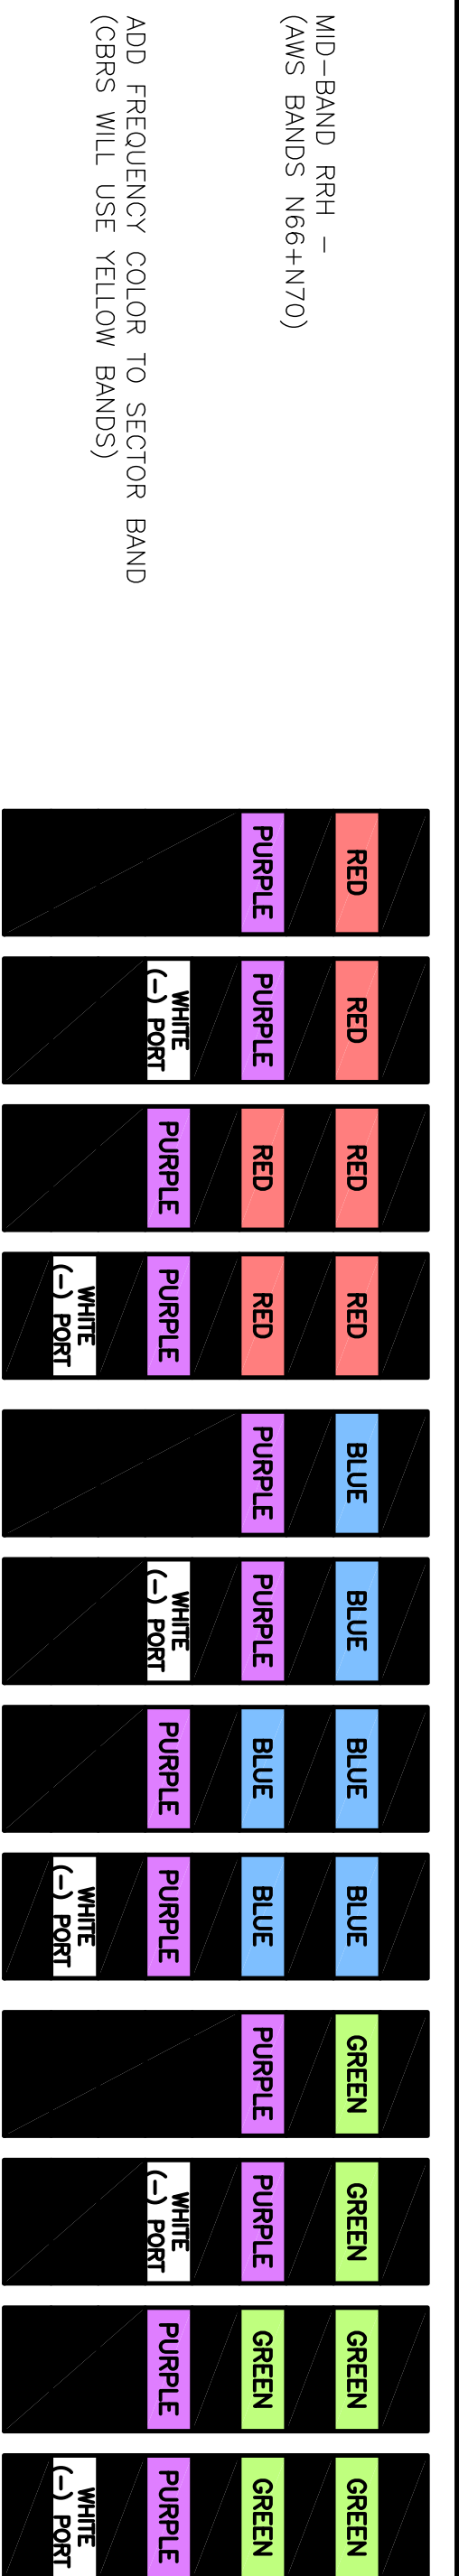 MID-BAND RRH -
(AWS BANDS N66+N70)
ADD FREQUENCY COLOR TO SECTOR BAND
(CBRS WILL USE YELLOW BANDS)
RED
PURPLE
RED
PURPLE
WHITE
(-) PORT
RED
RED
PURPLE
RED
RED
PURPLE
WHITE
(-) PORT
BLUE
PURPLE
BLUE
PURPLE
WHITE
(-) PORT
BLUE
BLUE
PURPLE
BLUE
BLUE
PURPLE
WHITE
(-) PORT
GREEN
PURPLE
GREEN
PURPLE
WHITE
(-) PORT
GREEN
GREEN
PURPLE
GREEN
GREEN
PURPLE
WHITE
(-) PORT